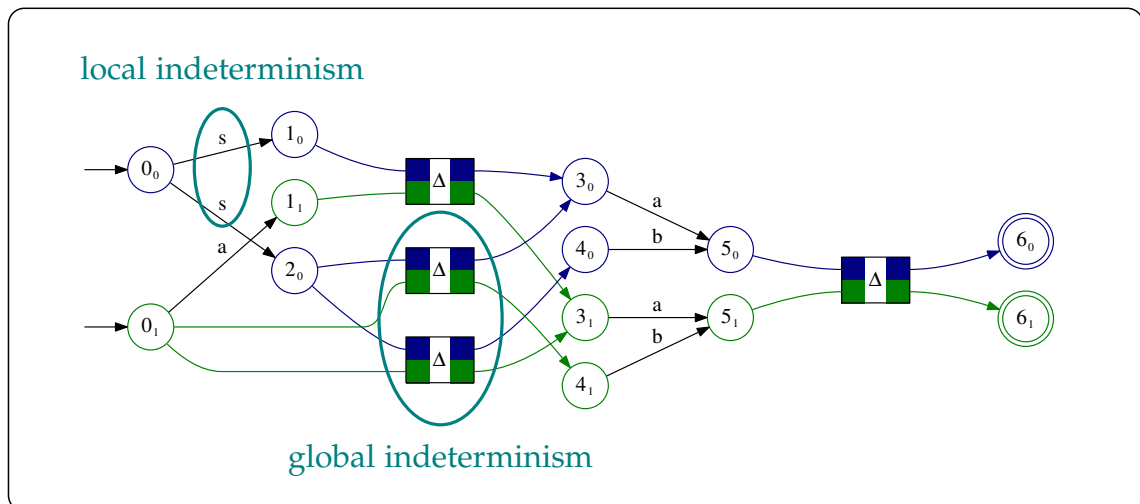 local indeterminism
s
1₀
0₀
Δ
3₀
s
1₁
a
a
b
4₀
5₀
6₀
2₀
Δ
Δ
0₁
3₁
a
5₁
6₁
b
Δ
4₁
global indeterminism